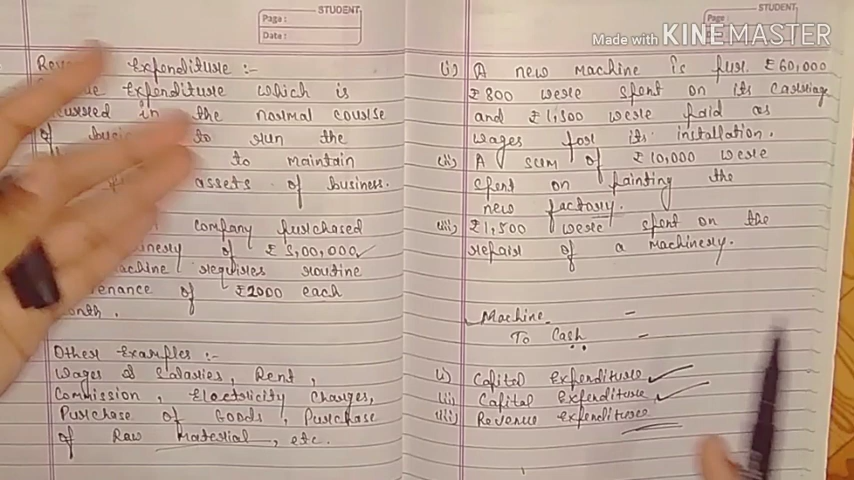 STUDENT
Page :
Date :
Expenditure :-
Expenditure which is
in the normal course
of to run the
to maintain
assets of business.
company purchased
of ₹ 5,00,000
machine requires routine
of ₹2000 each
Other Examples :-
Wages & Salaries, Rent,
Commission, Electricity Charges,
Purchase of Goods, Purchase
of Raw Material, etc.
STUDENT
Page
Made with KINEMASTER
(i) A new Machine is pur. ₹ 60,000
₹800 were spent on its carriage
and ₹1,300 were paid as
wages for its installation.
(ii) A sum of ₹10,000 were
spent on painting the
new factory.
(iii) ₹1,500 were spent on the
repair of a machinery.
Machine -
To Cash -
(i) Capital Expenditure
(ii) Capital Expenditure
(iii) Revenue Expenditure